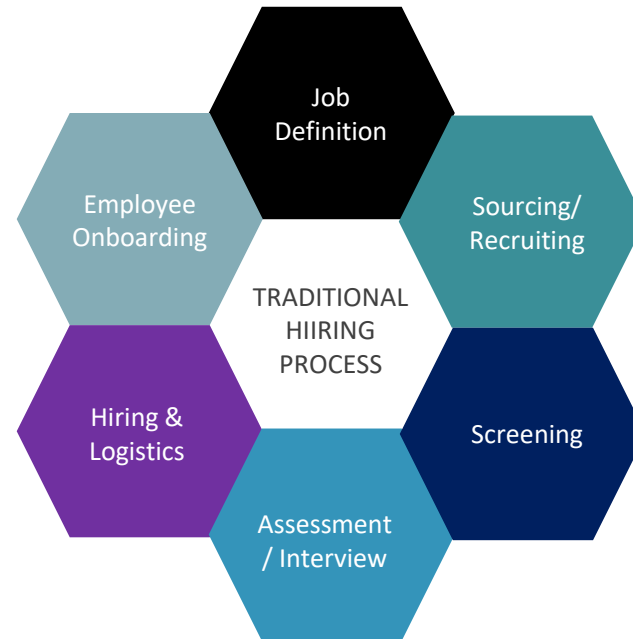 Job
Definition
Sourcing/
Recruiting
Screening
Assessment
/ Interview
Hiring &
Logistics
Employee
Onboarding
TRADITIONAL
HIIRING
PROCESS